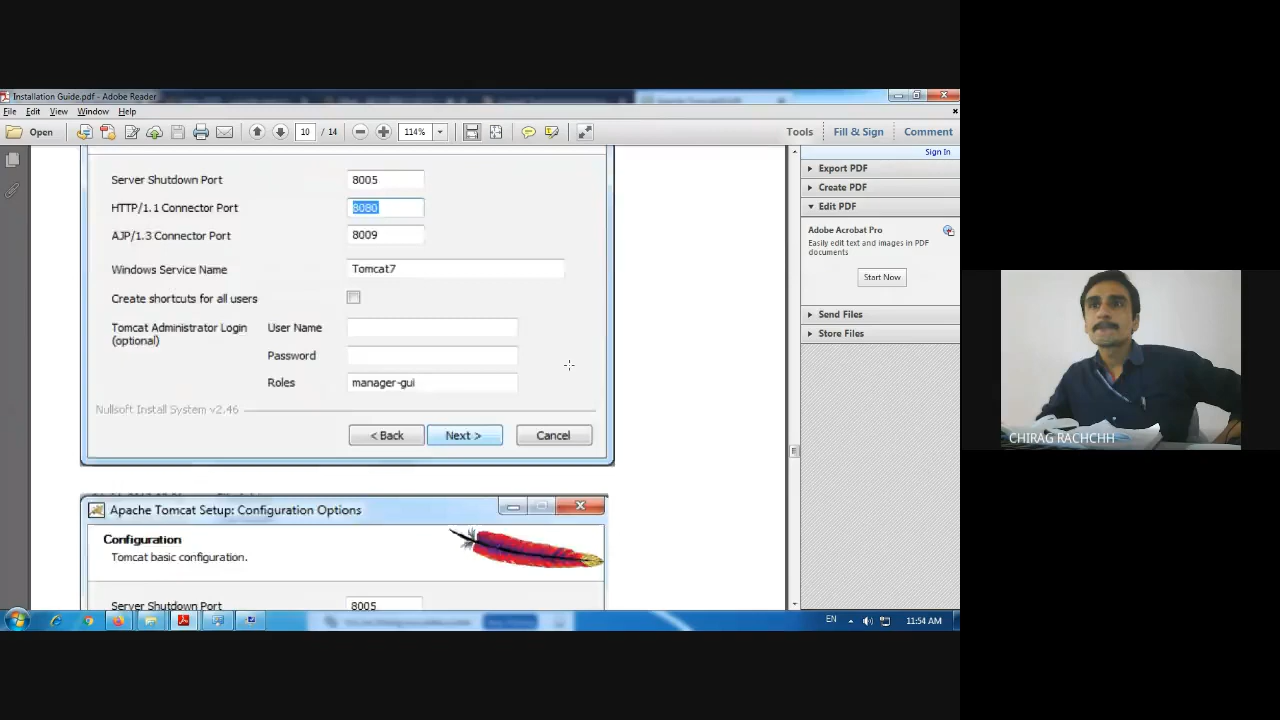 Installation Guide.pdf - Adobe Reader
File Edit View Window Help
Open 10 / 14 114% Tools Fill & Sign Comment
Sign In
Server Shutdown Port 8005
HTTP/1.1 Connector Port 8080
AJP/1.3 Connector Port 8009
Windows Service Name Tomcat7
Create shortcuts for all users
Tomcat Administrator Login User Name
(optional)
Password
Roles manager-gui
Nullsoft Install System v2.46
< Back Next > Cancel
Apache Tomcat Setup: Configuration Options
Configuration
Tomcat basic configuration.
Server Shutdown Port 8005
Export PDF
Create PDF
Edit PDF
Adobe Acrobat Pro
Easily edit text and images in PDF
documents
Start Now
Send Files
Store Files
EN 11:54 AM
CHIRAG RACHCHH